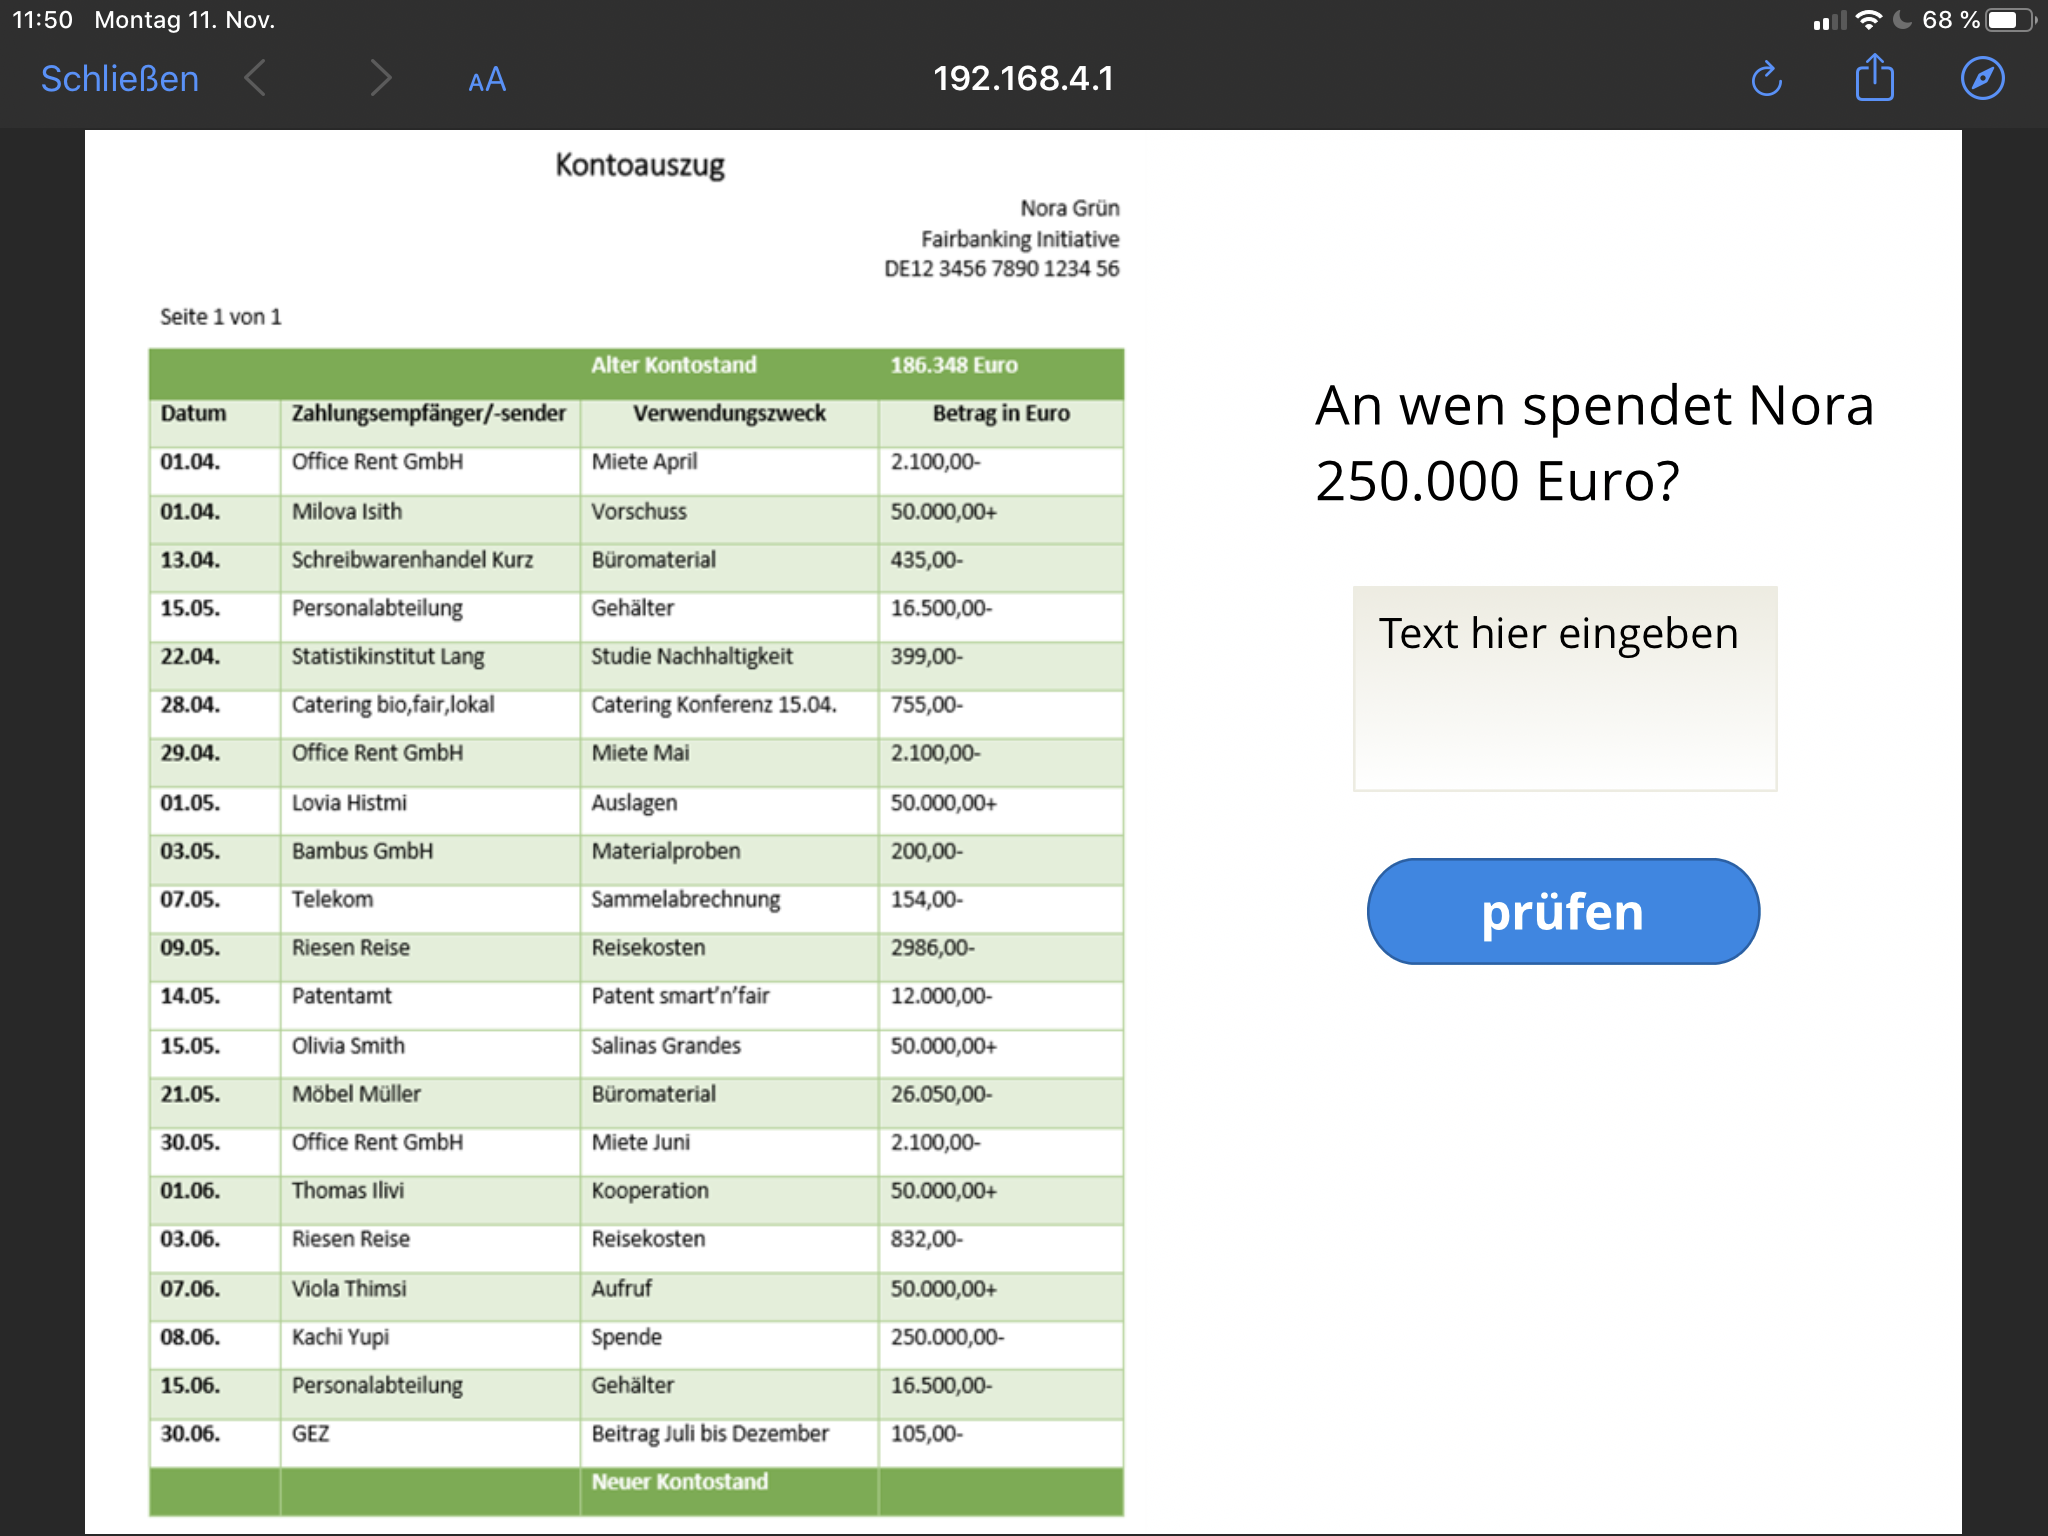 11:50 Montag 11. Nov.
68 %
Schließen
AA
192.168.4.1
Kontoauszug
Nora Grün
Fairbanking Initiative
DE12 3456 7890 1234 56
Seite 1 von 1
Alter Kontostand 186.348 Euro
Datum Zahlungsempfänger/-sender Verwendungszweck Betrag in Euro
01.04. Office Rent GmbH Miete April 2.100,00-
01.04. Milova Isith Vorschuss 50.000,00+
13.04. Schreibwarenhandel Kurz Büromaterial 435,00-
15.05. Personalabteilung Gehälter 16.500,00-
22.04. Statistikinstitut Lang Studie Nachhaltigkeit 399,00-
28.04. Catering bio,fair,lokal Catering Konferenz 15.04. 755,00-
29.04. Office Rent GmbH Miete Mai 2.100,00-
01.05. Lovia Histmi Auslagen 50.000,00+
03.05. Bambus GmbH Materialproben 200,00-
07.05. Telekom Sammelabrechnung 154,00-
09.05. Riesen Reise Reisekosten 2986,00-
14.05. Patentamt Patent smart’n’fair 12.000,00-
15.05. Olivia Smith Salinas Grandes 50.000,00+
21.05. Möbel Müller Büromaterial 26.050,00-
30.05. Office Rent GmbH Miete Juni 2.100,00-
01.06. Thomas Ilivi Kooperation 50.000,00+
03.06. Riesen Reise Reisekosten 832,00-
07.06. Viola Thimsi Aufruf 50.000,00+
08.06. Kachi Yupi Spende 250.000,00-
15.06. Personalabteilung Gehälter 16.500,00-
30.06. GEZ Beitrag Juli bis Dezember 105,00-
Neuer Kontostand
An wen spendet Nora
250.000 Euro?
Text hier eingeben
prüfen